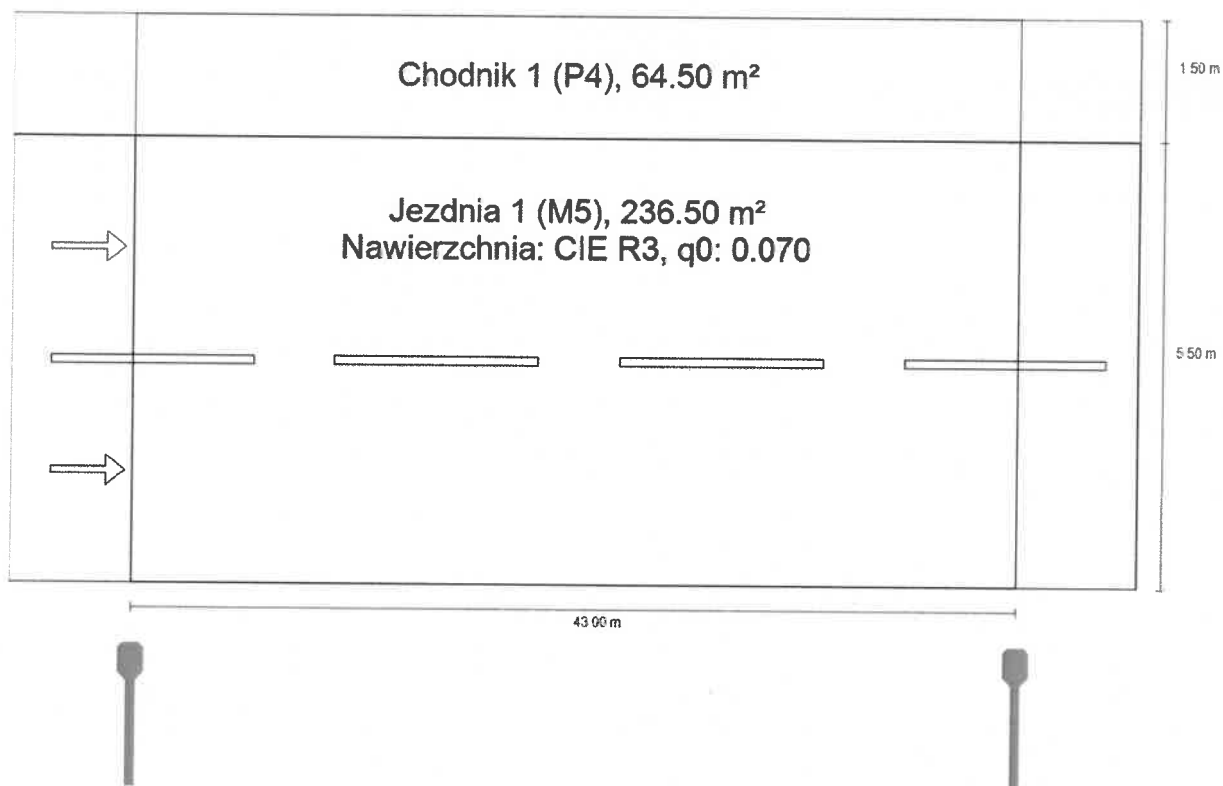 Chodnik 1 (P4), 64.50 m²
1 50 m
Jezdnia 1 (M5), 236.50 m²
Nawierzchnia: CIE R3, q0: 0.070
5 50 m
43 00 m